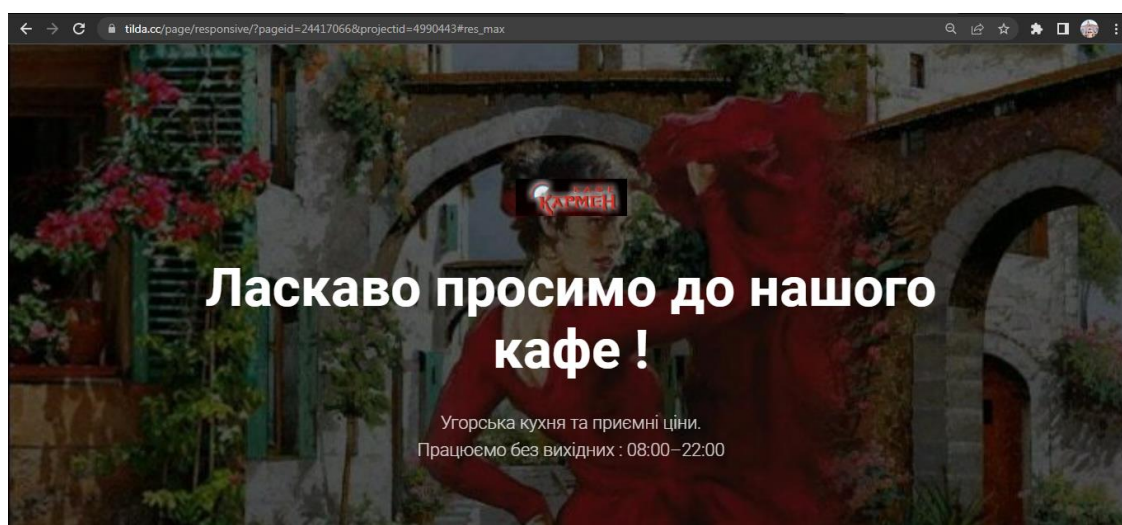 tilda.cc/page/responsive/?pageid=24417066&projectid=4990443#res_max
КАФЕ
КАРМЕН
Ласкаво просимо до нашого
кафе !
Угорська кухня та приємні ціни.
Працюємо без вихідних : 08:00–22:00